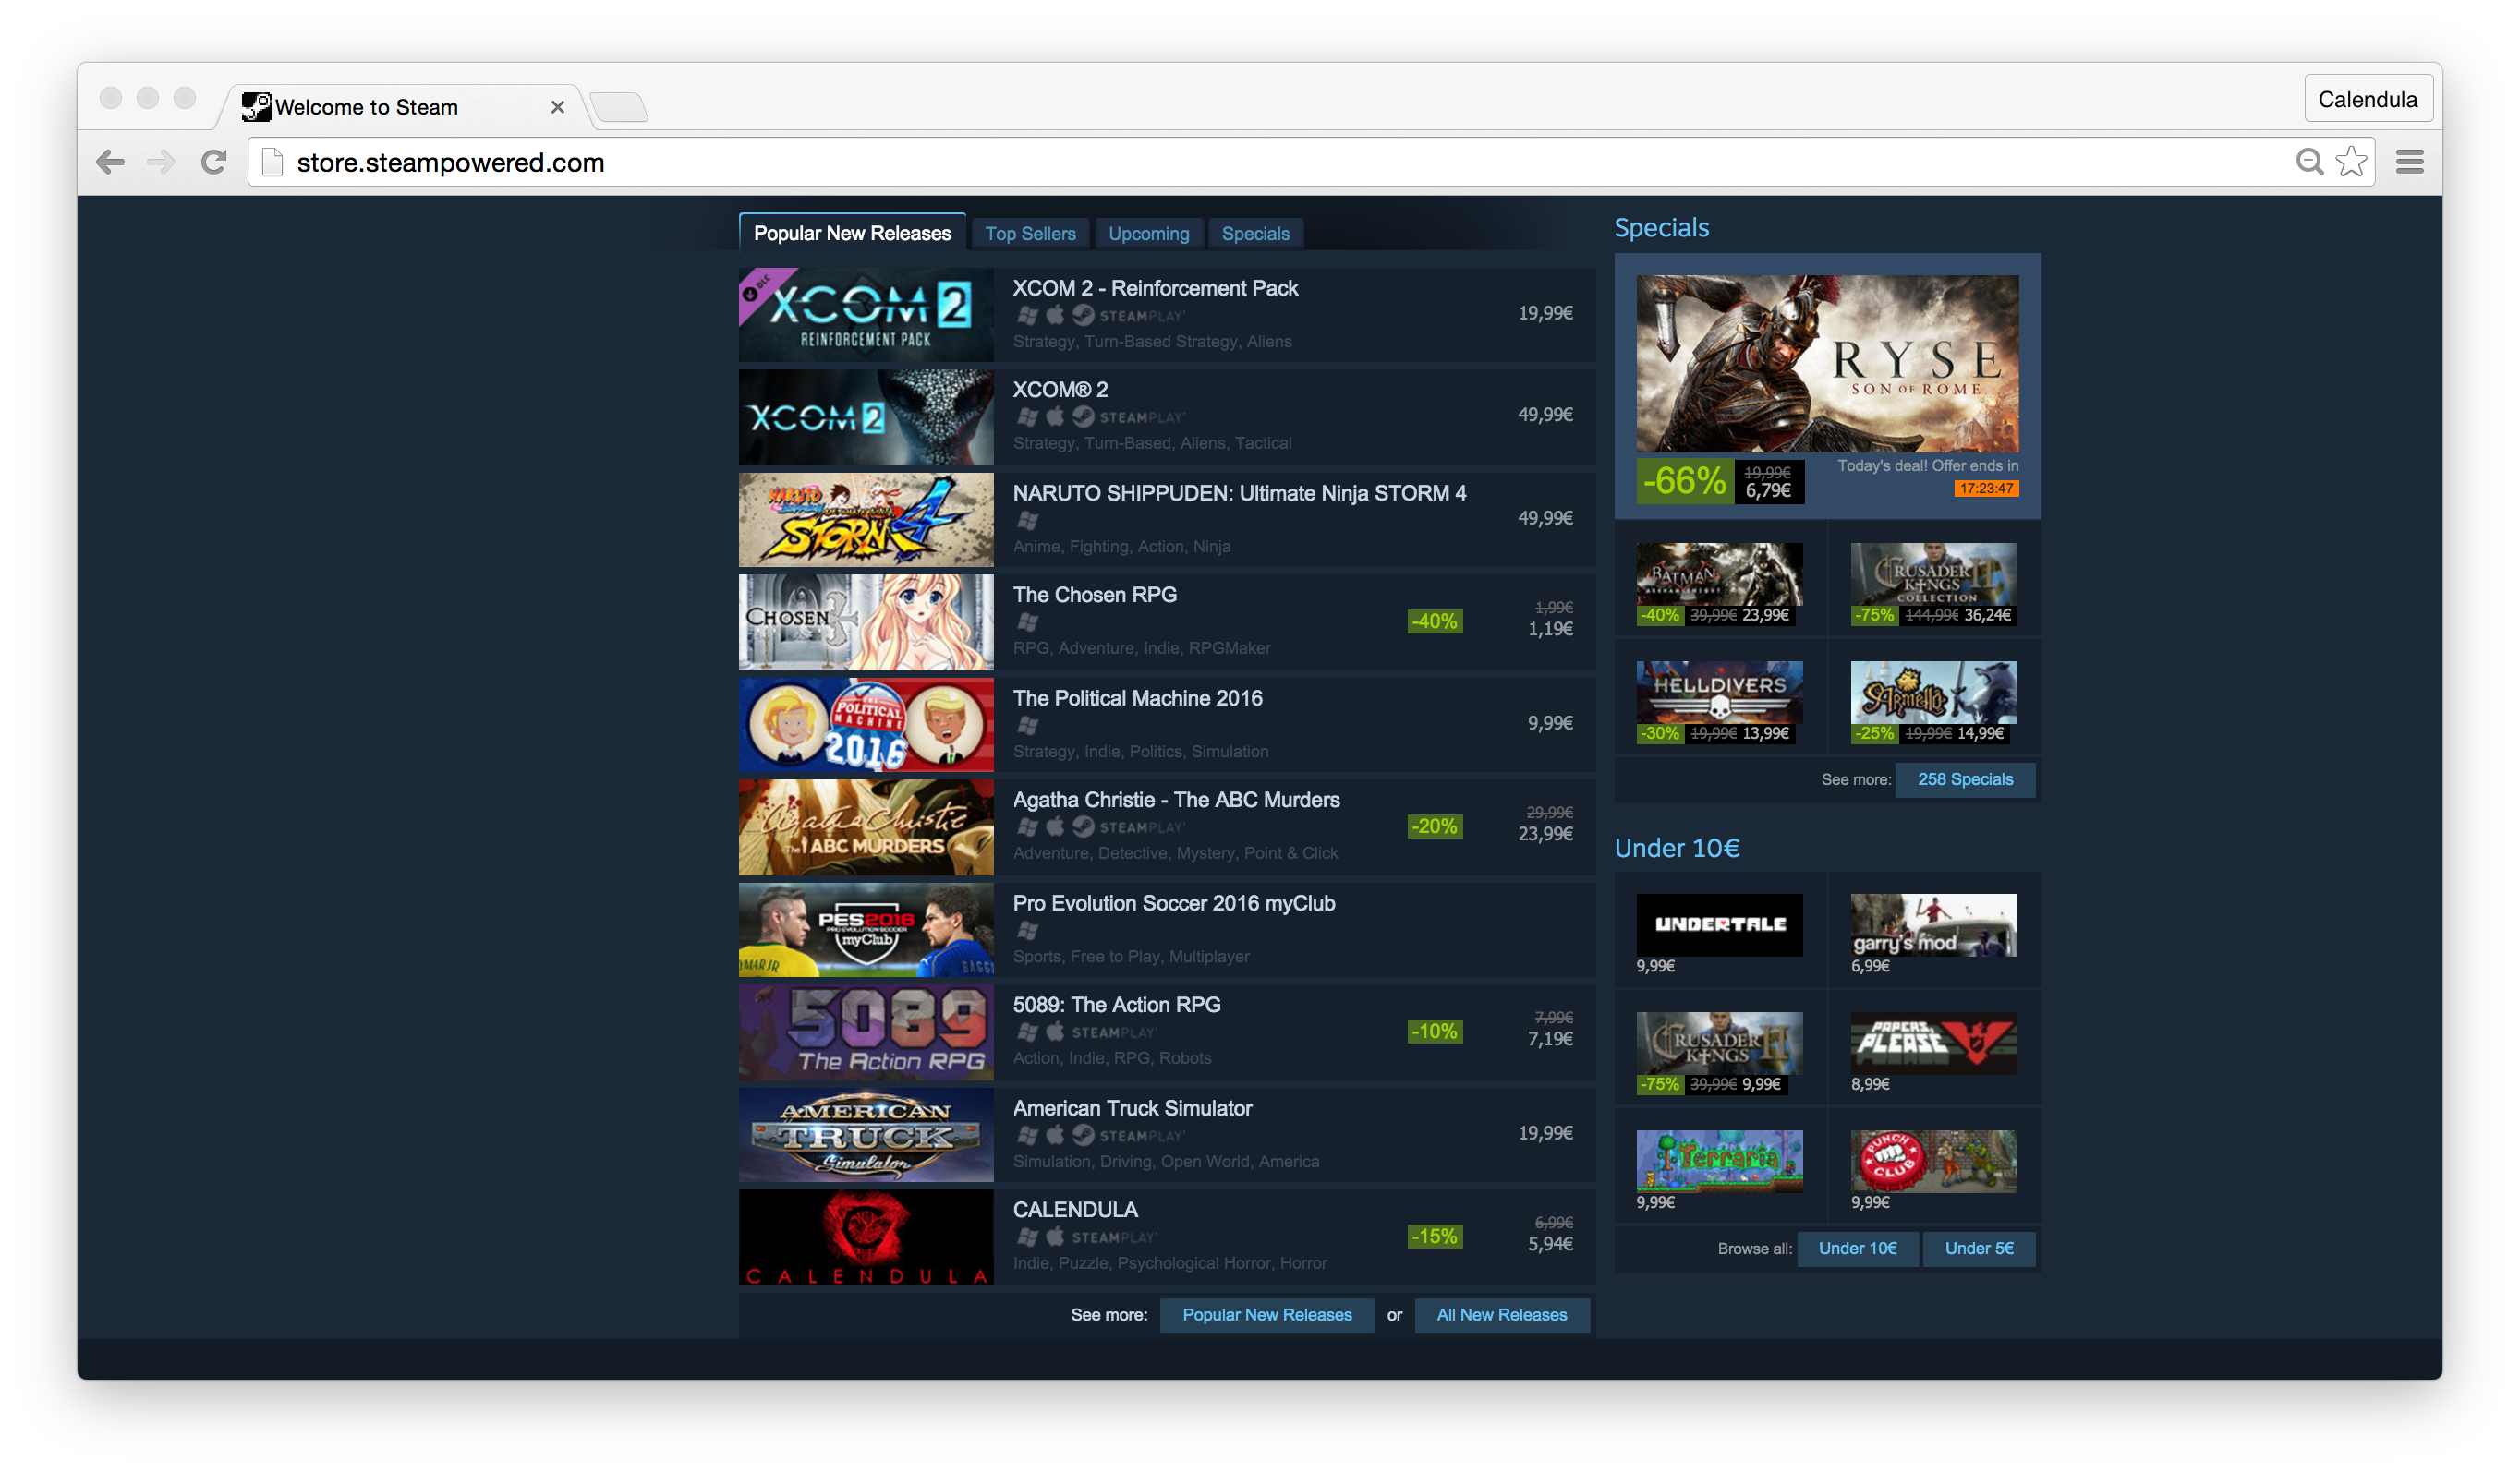 Welcome to Steam
Calendula
store.steampowered.com
Popular New Releases
Top Sellers
Upcoming
Specials
DLC
XCOM 2
REINFORCEMENT PACK
XCOM 2 - Reinforcement Pack
STEAMPLAY
Strategy, Turn-Based Strategy, Aliens
19,99€
XCOM 2
XCOM® 2
STEAMPLAY
Strategy, Turn-Based, Aliens, Tactical
49,99€
NARUTO
STORM 4
NARUTO SHIPPUDEN: Ultimate Ninja STORM 4
Anime, Fighting, Action, Ninja
49,99€
CHOSEN
The Chosen RPG
RPG, Adventure, Indie, RPGMaker
-40%
1,99€
1,19€
THE
POLITICAL
MACHINE
2016
The Political Machine 2016
Strategy, Indie, Politics, Simulation
9,99€
Agatha Christie
The ABC MURDERS
Agatha Christie - The ABC Murders
STEAMPLAY
Adventure, Detective, Mystery, Point & Click
-20%
29,99€
23,99€
PES2016
PRO EVOLUTION SOCCER
myClub
YMAR JR
BAGGI
Pro Evolution Soccer 2016 myClub
Sports, Free to Play, Multiplayer
5089
The Action RPG
5089: The Action RPG
STEAMPLAY
Action, Indie, RPG, Robots
-10%
7,99€
7,19€
AMERICAN
TRUCK
Simulator
American Truck Simulator
STEAMPLAY
Simulation, Driving, Open World, America
19,99€
CALENDULA
CALENDULA
STEAMPLAY
Indie, Puzzle, Psychological Horror, Horror
-15%
6,99€
5,94€
See more:
Popular New Releases
or
All New Releases
Specials
RYSE
SON OF ROME
-66%
19,99€
6,79€
Today's deal! Offer ends in
17:23:47
BATMAN
ARKHAM KNIGHT
-40% 39,99€ 23,99€
CRUSADER
KINGS II
COLLECTION
-75% 144,99€ 36,24€
HELLDIVERS
-30% 19,99€ 13,99€
Armello
-25% 19,99€ 14,99€
See more:
258 Specials
Under 10€
UNDERTALE
9,99€
garry's mod
6,99€
CRUSADER
KINGS II
-75% 39,99€ 9,99€
PAPERS,
PLEASE
8,99€
Terraria
9,99€
PUNCH
CLUB
9,99€
Browse all:
Under 10€
Under 5€